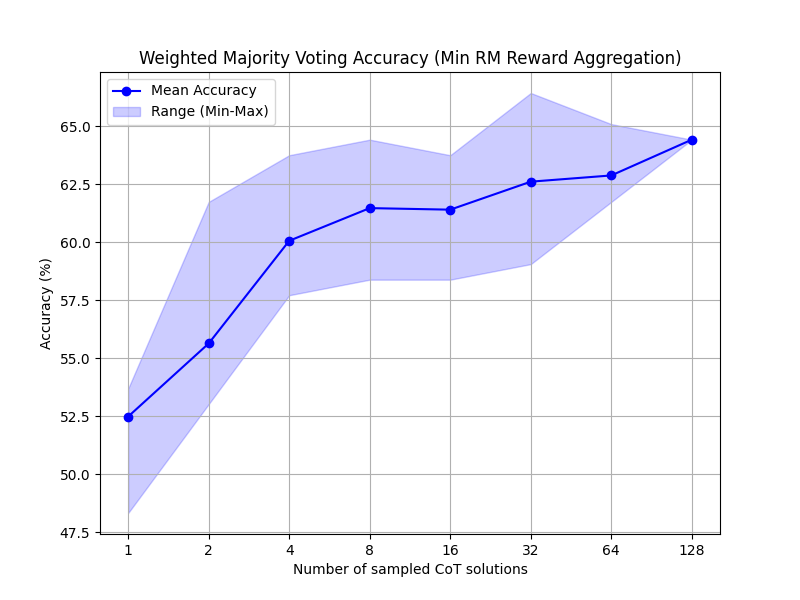 Weighted Majority Voting Accuracy (Min RM Reward Aggregation)
Mean Accuracy
Range (Min-Max)
65.0
62.5
60.0
57.5
55.0
52.5
50.0
47.5
Accuracy (%)
1 2 4 8 16 32 64 128
Number of sampled CoT solutions